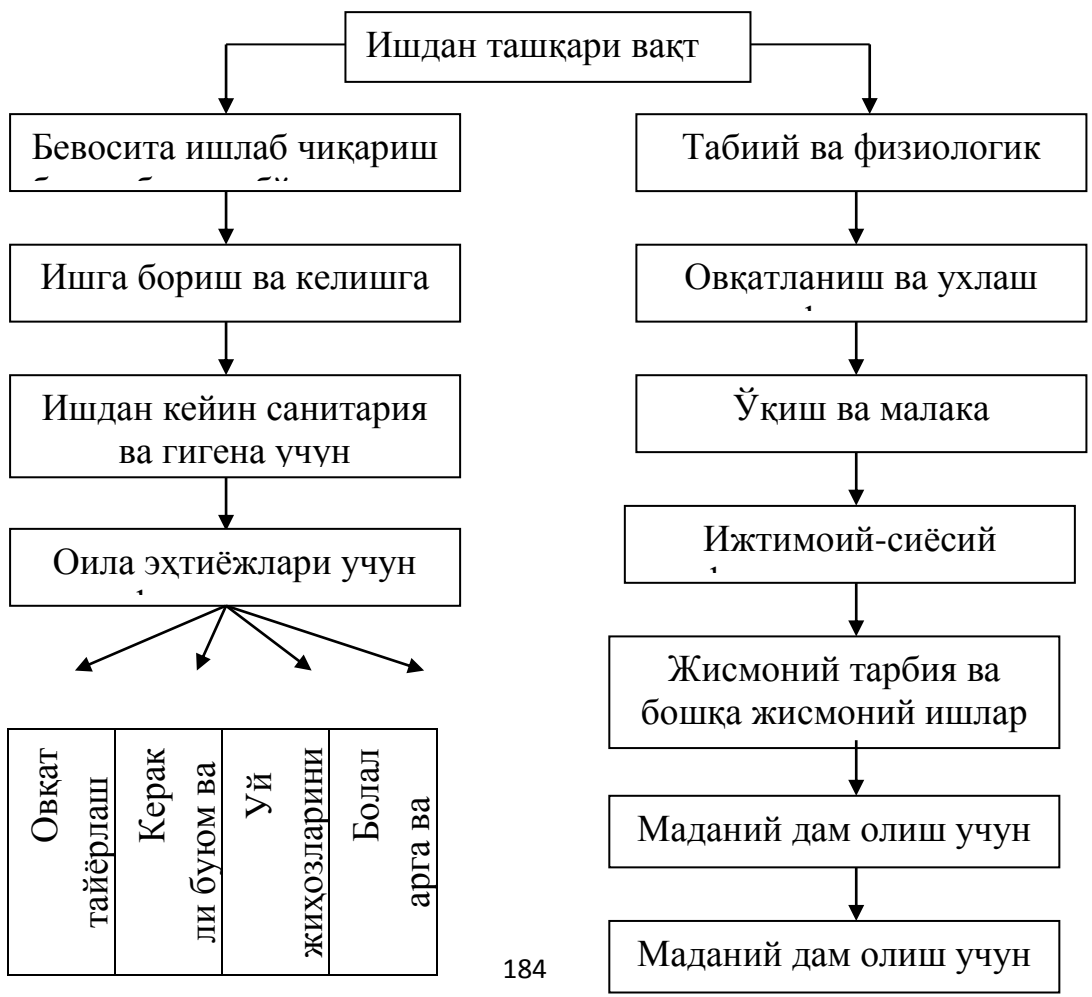 Ишдан ташқари вақт
Бевосита ишлаб чиқариш
Ишга бориш ва келишга
Ишдан кейин санитария
ва гигена учун
Оила эҳтиёжлари учун
Овқат
тайёрлаш
Керак
ли буюм ва
Уй
жиҳозларини
Болал
арга ва
Табиий ва физиологик
Овқатланиш ва ухлаш
Ўқиш ва малака
Ижтимоий-сиёсий
Жисмоний тарбия ва
бошқа жисмоний ишлар
Маданий дам олиш учун
Маданий дам олиш учун
184